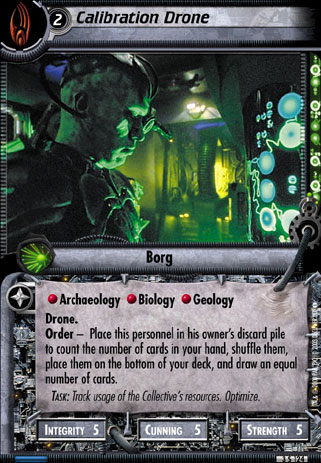 2 Calibration Drone
Borg
Archaeology Biology Geology
Drone.
Order – Place this personnel in his owner's discard pile
to count the number of cards in your hand, shuffle them,
place them on the bottom of your deck, and draw an equal
number of cards.
TASK: Track usage of the Collective's resources. Optimize.
INTEGRITY 5 CUNNING 5 STRENGTH 5